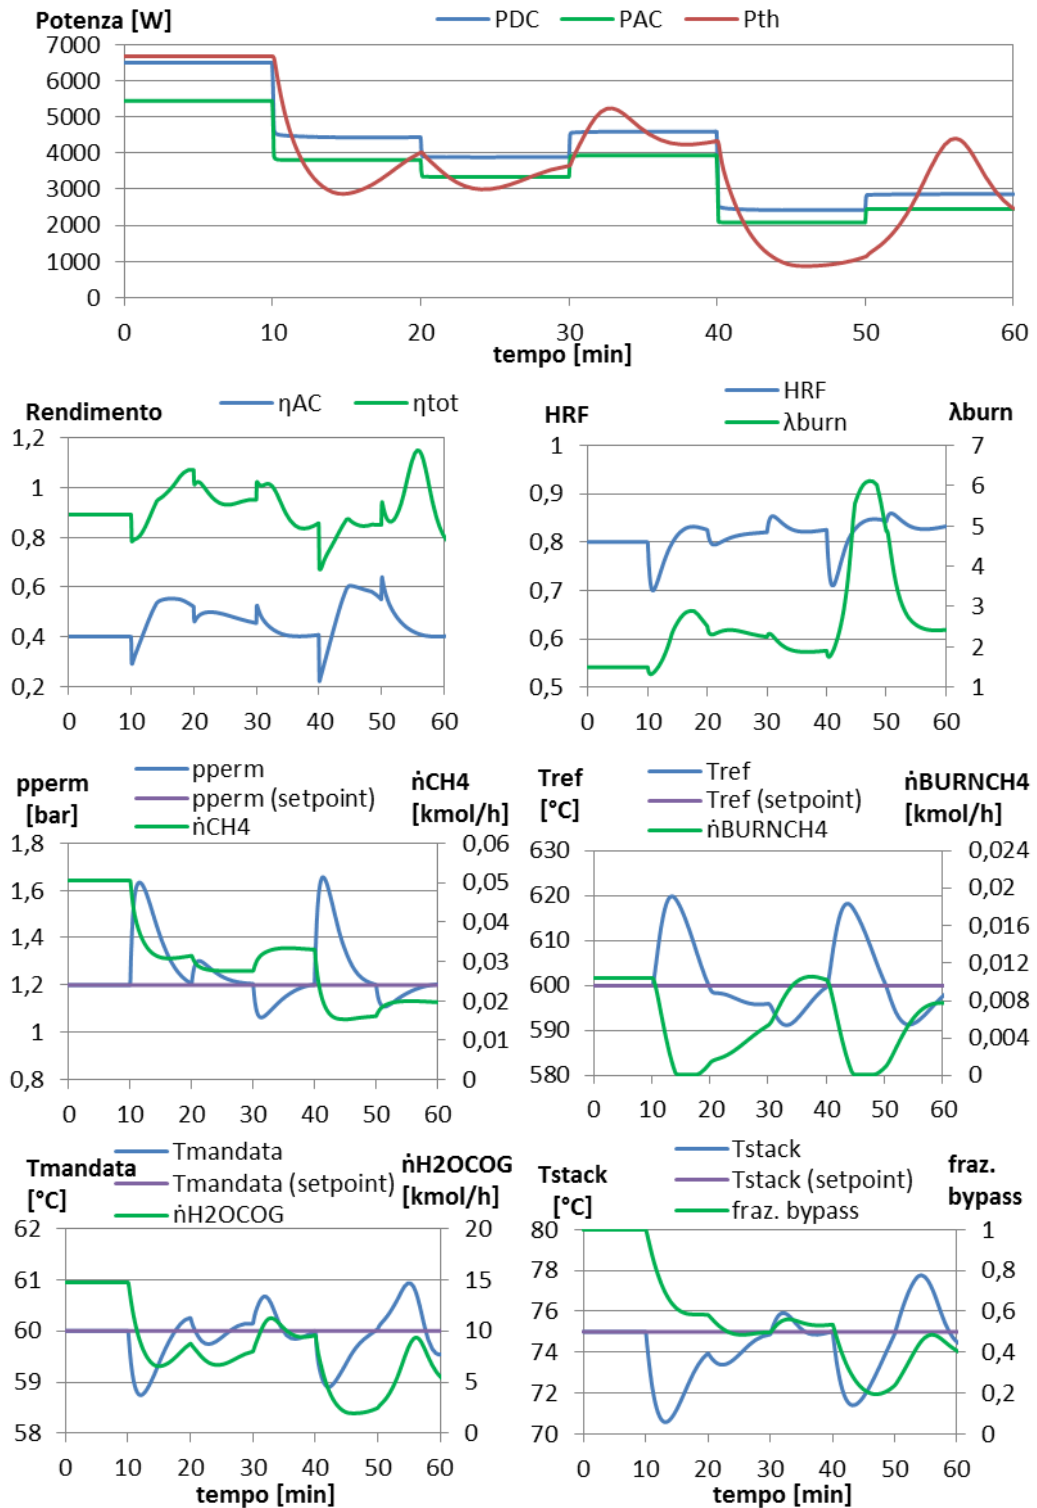 Potenza [W]
PDC PAC Pth
7000
6000
5000
4000
3000
2000
1000
0
0 10 20 30 40 50 60
tempo [min]
Rendimento
ηAC ηtot
1,2
1
0,8
0,6
0,4
0,2
0 10 20 30 40 50 60
HRF
HRF
λburn
λburn
1
0,9
0,8
0,7
0,6
0,5
7
6
5
4
3
2
1
0 10 20 30 40 50 60
pperm
[bar]
pperm
pperm (setpoint)
ṅCH4
ṅCH4
[kmol/h]
1,8
1,6
1,4
1,2
1
0,8
0,06
0,05
0,04
0,03
0,02
0,01
0
0 10 20 30 40 50 60
Tref
[°C]
Tref
Tref (setpoint)
ṅBURNCH4
ṅBURNCH4
[kmol/h]
630
620
610
600
590
580
0,024
0,02
0,016
0,012
0,008
0,004
0
0 10 20 30 40 50 60
Tmandata
[°C]
Tmandata
Tmandata (setpoint)
ṅH2OCOG
ṅH2OCOG
[kmol/h]
62
61
60
59
58
20
15
10
5
0
0 10 20 30 40 50 60
tempo [min]
Tstack
[°C]
Tstack
Tstack (setpoint)
fraz. bypass
fraz.
bypass
80
78
76
74
72
70
1
0,8
0,6
0,4
0,2
0
0 10 20 30 40 50 60
tempo [min]